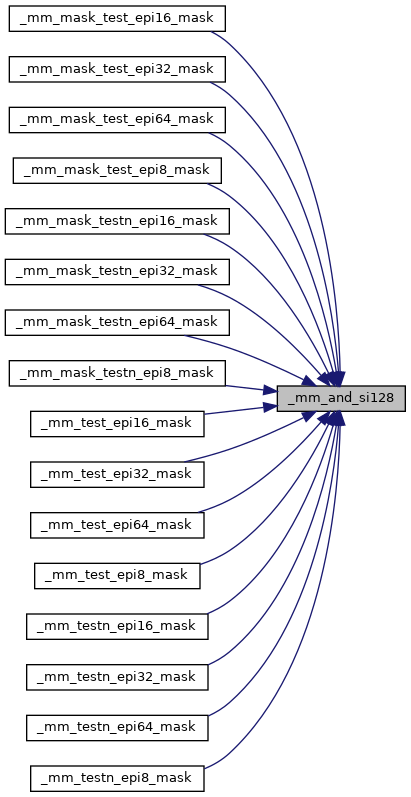 _mm_mask_test_epi16_mask
_mm_mask_test_epi32_mask
_mm_mask_test_epi64_mask
_mm_mask_test_epi8_mask
_mm_mask_testn_epi16_mask
_mm_mask_testn_epi32_mask
_mm_mask_testn_epi64_mask
_mm_mask_testn_epi8_mask
_mm_and_si128
_mm_test_epi16_mask
_mm_test_epi32_mask
_mm_test_epi64_mask
_mm_test_epi8_mask
_mm_testn_epi16_mask
_mm_testn_epi32_mask
_mm_testn_epi64_mask
_mm_testn_epi8_mask